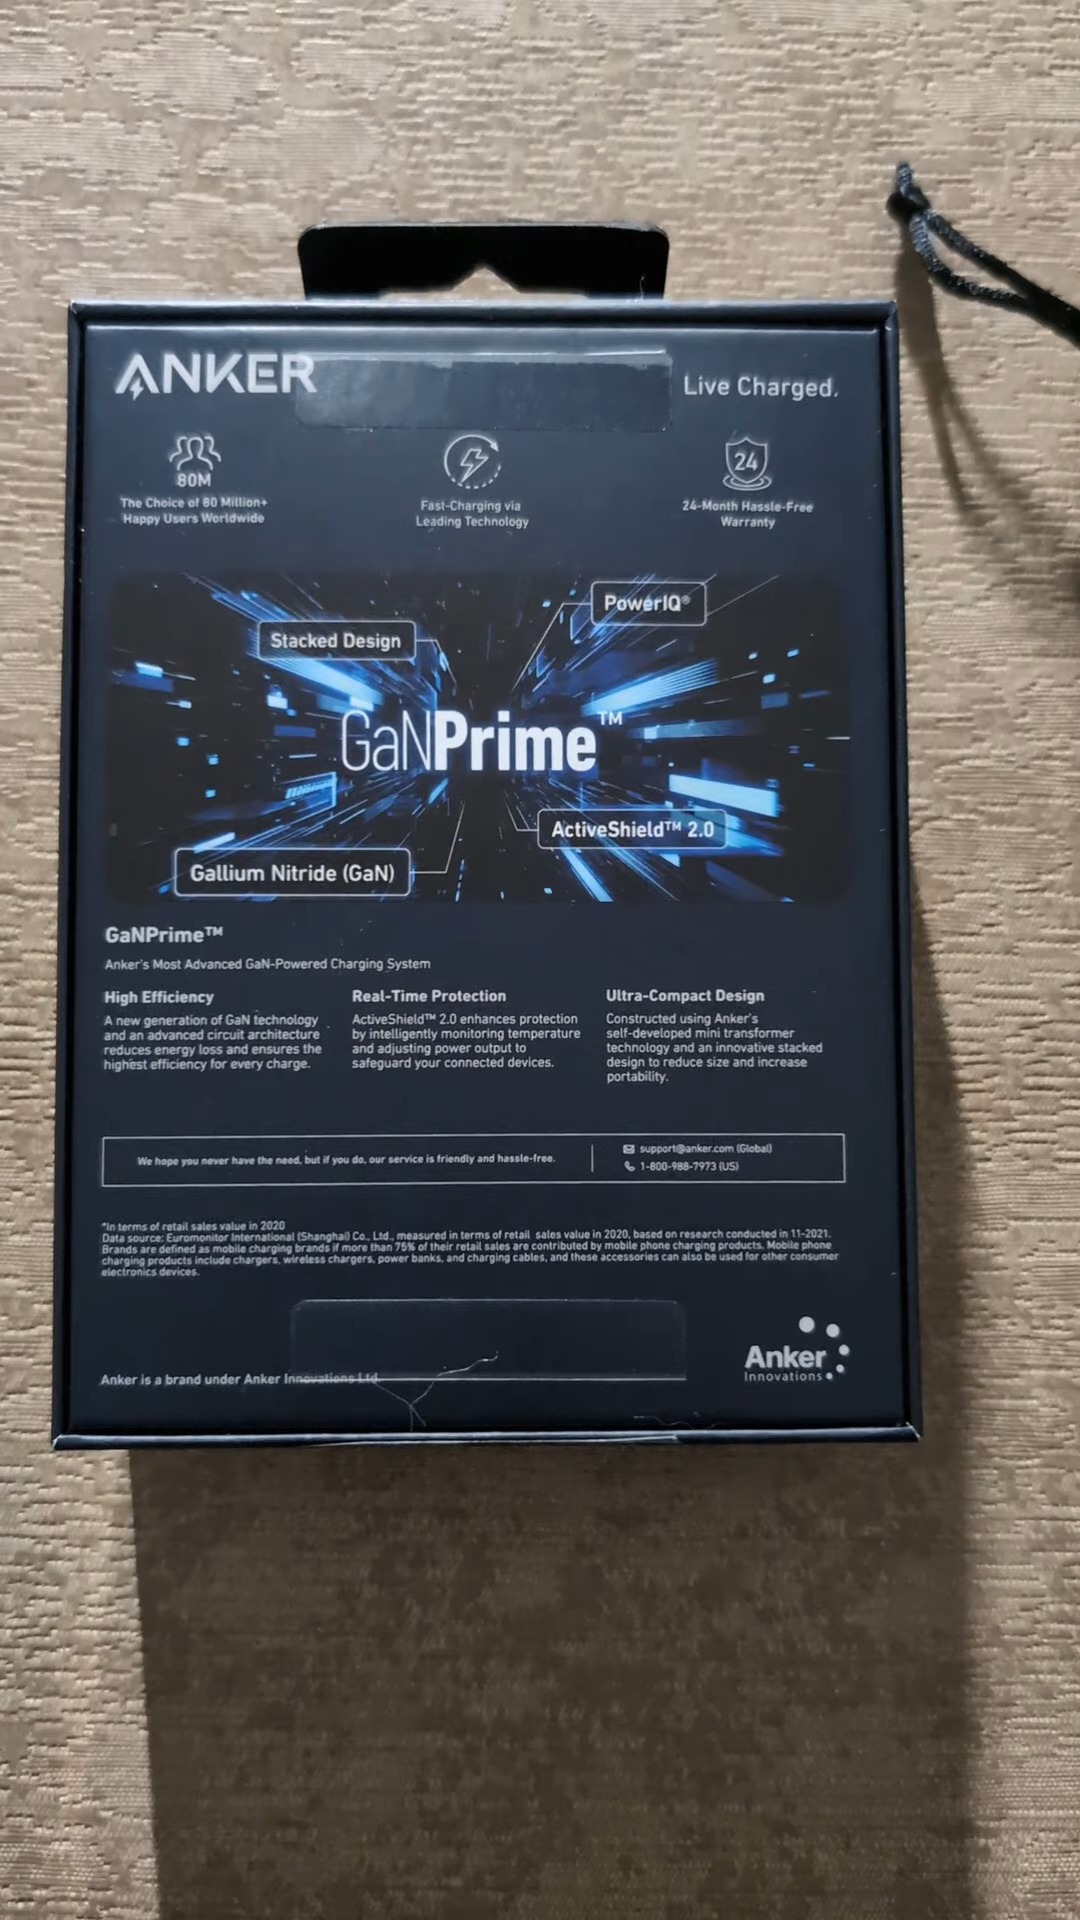 ANKER
Live Charged.
80M
The Choice of 80 Million+
Happy Users Worldwide
Fast-Charging via
Leading Technology
24
24-Month Hassle-Free
Warranty
PowerIQ®
Stacked Design
GaNPrime™
ActiveShield™ 2.0
Gallium Nitride (GaN)
GaNPrime™
Anker's Most Advanced GaN-Powered Charging System
High Efficiency
A new generation of GaN technology
and an advanced circuit architecture
reduces energy loss and ensures the
highest efficiency for every charge.
Real-Time Protection
ActiveShield™ 2.0 enhances protection
by intelligently monitoring temperature
and adjusting power output to
safeguard your connected devices.
Ultra-Compact Design
Constructed using Anker's
self-developed mini transformer
technology and an innovative stacked
design to reduce size and increase
portability.
We hope you never have the need, but if you do, our service is friendly and hassle-free.
support@anker.com (Global)
1-800-988-7973 (US)
*In terms of retail sales value in 2020
Data source: Euromonitor International (Shanghai) Co., Ltd., measured in terms of retail sales value in 2020, based on research conducted in 11-2021.
Brands are defined as mobile charging brands if more than 75% of their retail sales are contributed by mobile phone charging products. Mobile phone
charging products include chargers, wireless chargers, power banks, and charging cables, and these accessories can also be used for other consumer
electronics devices.
Anker is a brand under Anker Innovations Ltd.
Anker
Innovations